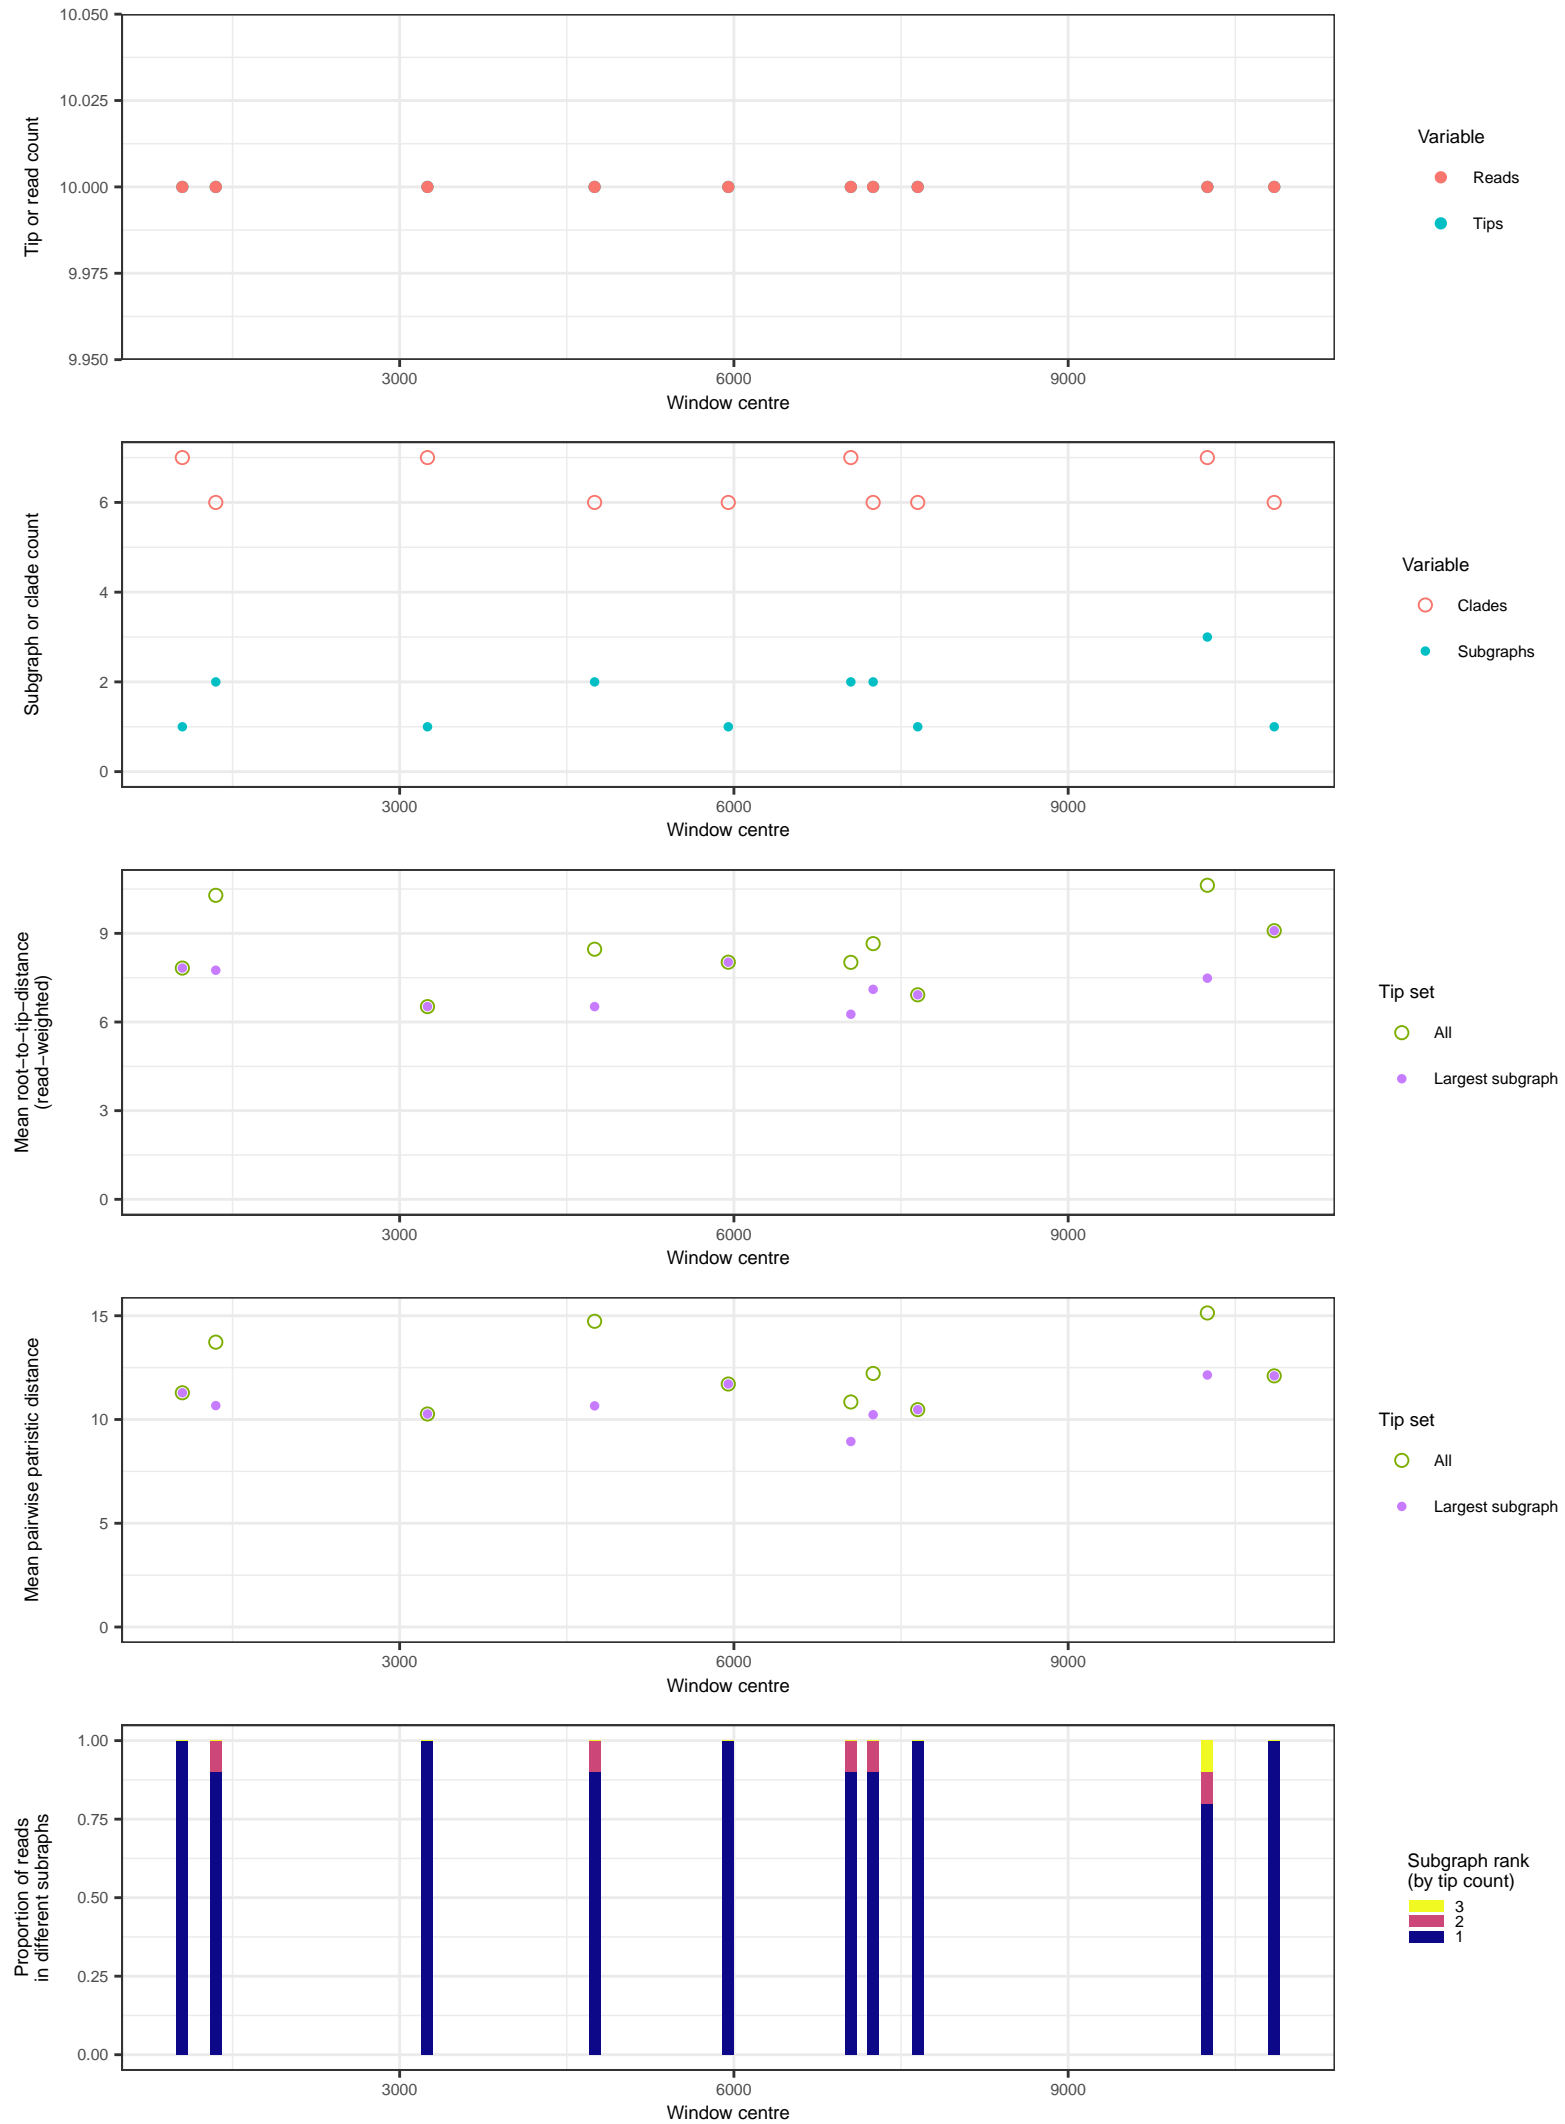 10.050
10.025
10.000
9.975
9.950
Tip or read count
3000
6000
9000
Window centre
Variable
Reads
Tips
6
4
2
0
Subgraph or clade count
3000
6000
9000
Window centre
Variable
Clades
Subgraphs
9
6
3
0
Mean root−to−tip−distance
(read−weighted)
3000
6000
9000
Window centre
Tip set
All
Largest subgraph
15
10
5
0
Mean pairwise patristic distance
3000
6000
9000
Window centre
Tip set
All
Largest subgraph
1.00
0.75
0.50
0.25
0.00
Proportion of reads
in different subraphs
3000
6000
9000
Window centre
Subgraph rank
(by tip count)
3
2
1